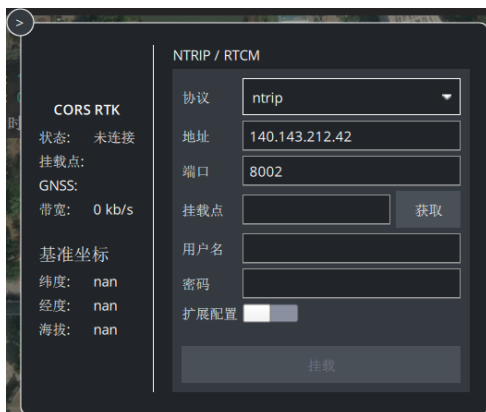 >
时
CORS RTK
状态: 未连接
挂载点:
GNSS:
带宽: 0 kb/s
基准坐标
纬度: nan
经度: nan
海拔: nan
NTRIP / RTCM
协议 ntrip
地址 140.143.212.42
端口 8002
挂载点 获取
用户名
密码
扩展配置
挂载